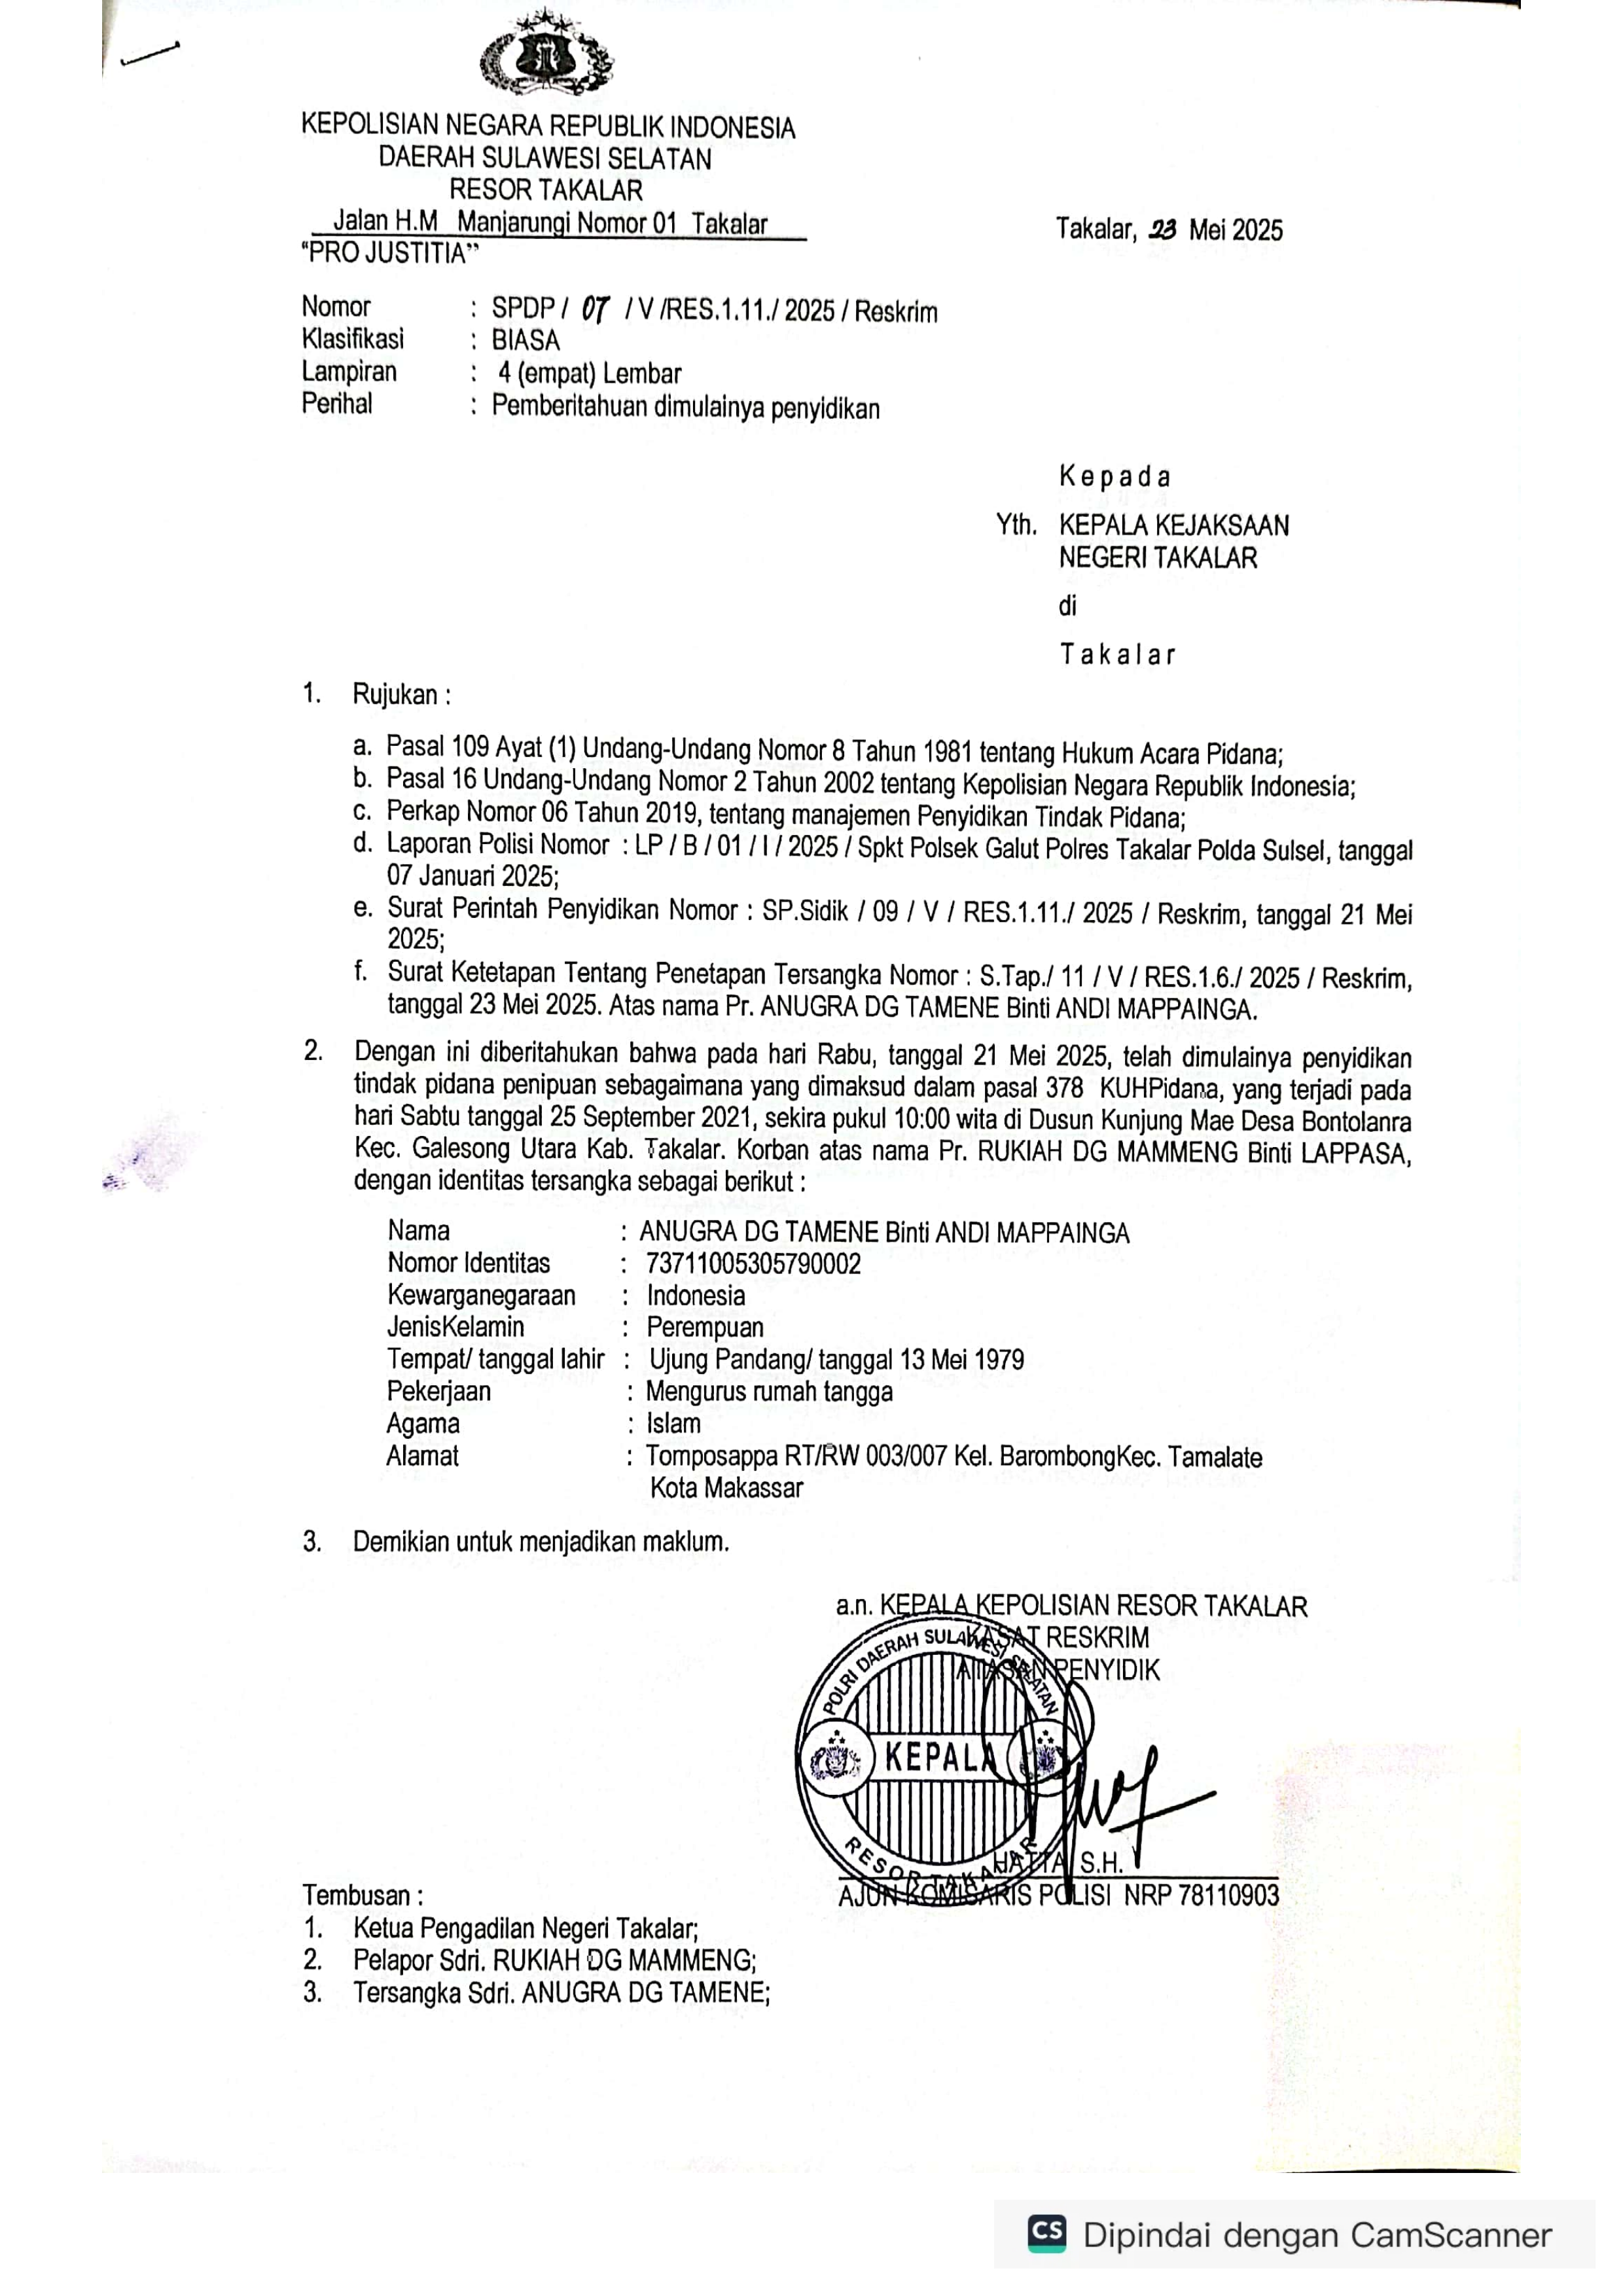 KEPOLISIAN NEGARA REPUBLIK INDONESIA
DAERAH SULAWESI SELATAN
RESOR TAKALAR
Jalan H.M Manjarungi Nomor 01 Takalar
"PRO JUSTITIA"
Takalar, 23 Mei 2025
Nomor : SPDP / 07 / V /RES.1.11./ 2025 / Reskrim
Klasifikasi : BIASA
Lampiran : 4 (empat) Lembar
Perihal : Pemberitahuan dimulainya penyidikan
Kepada
Yth. KEPALA KEJAKSAAN
NEGERI TAKALAR
di
Takalar
1. Rujukan :
a. Pasal 109 Ayat (1) Undang-Undang Nomor 8 Tahun 1981 tentang Hukum Acara Pidana;
b. Pasal 16 Undang-Undang Nomor 2 Tahun 2002 tentang Kepolisian Negara Republik Indonesia;
c. Perkap Nomor 06 Tahun 2019, tentang manajemen Penyidikan Tindak Pidana;
d. Laporan Polisi Nomor : LP / B / 01 / I / 2025 / Spkt Polsek Galut Polres Takalar Polda Sulsel, tanggal
07 Januari 2025;
e. Surat Perintah Penyidikan Nomor : SP.Sidik / 09 / V / RES.1.11./ 2025 / Reskrim, tanggal 21 Mei
2025;
f. Surat Ketetapan Tentang Penetapan Tersangka Nomor : S.Tap./ 11 / V / RES.1.6./ 2025 / Reskrim,
tanggal 23 Mei 2025. Atas nama Pr. ANUGRA DG TAMENE Binti ANDI MAPPAINGA.
2. Dengan ini diberitahukan bahwa pada hari Rabu, tanggal 21 Mei 2025, telah dimulainya penyidikan
tindak pidana penipuan sebagaimana yang dimaksud dalam pasal 378 KUHPidana, yang terjadi pada
hari Sabtu tanggal 25 September 2021, sekira pukul 10:00 wita di Dusun Kunjung Mae Desa Bontolanra
Kec. Galesong Utara Kab. Takalar. Korban atas nama Pr. RUKIAH DG MAMMENG Binti LAPPASA,
dengan identitas tersangka sebagai berikut :
Nama : ANUGRA DG TAMENE Binti ANDI MAPPAINGA
Nomor Identitas : 73711005305790002
Kewarganegaraan : Indonesia
JenisKelamin : Perempuan
Tempat/ tanggal lahir : Ujung Pandang/ tanggal 13 Mei 1979
Pekerjaan : Mengurus rumah tangga
Agama : Islam
Alamat : Tomposappa RT/RW 003/007 Kel. BarombongKec. Tamalate
Kota Makassar
3. Demikian untuk menjadikan maklum.
a.n. KEPALA KEPOLISIAN RESOR TAKALAR
KASAT RESKRIM
ATASAN PENYIDIK
POLRI DAERAH SULAWESI SELATAN
KEPALA
RESOR TAKALAR
HATTA, S.H.
AJUN KOMISARIS POLISI NRP 78110903
Tembusan :
1. Ketua Pengadilan Negeri Takalar;
2. Pelapor Sdri. RUKIAH DG MAMMENG;
3. Tersangka Sdri. ANUGRA DG TAMENE;
CS Dipindai dengan CamScanner